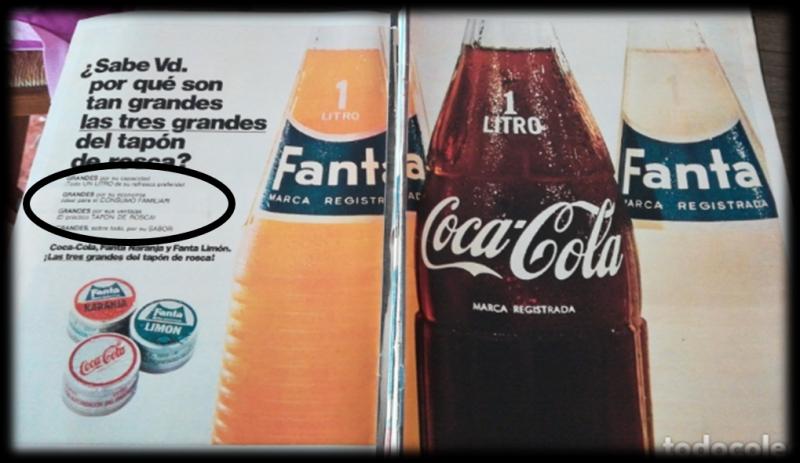 ¿Sabe Vd.
por qué son
tan grandes
las tres grandes
del tapón
de rosca?
GRANDES por su capacidad
¡Todo UN LITRO de su refresco preferido!
GRANDES por su economía
ideal para el CONSUMO FAMILIAR
GRANDES por sus ventajas
¡El práctico TAPON DE ROSCA!
GRANDES, sobre todo, por su SABOR
Coca-Cola, Fanta Naranja y Fanta Limón.
¡Las tres grandes del tapón de rosca!
Fanta
NARANJA
Fanta
LIMON
Coca-Cola
1
LITRO
Fanta
MARCA REGISTRADA
1
LITRO
Coca-Cola
MARCA REGISTRADA
Fanta
MARCA REGISTRADA
todocole